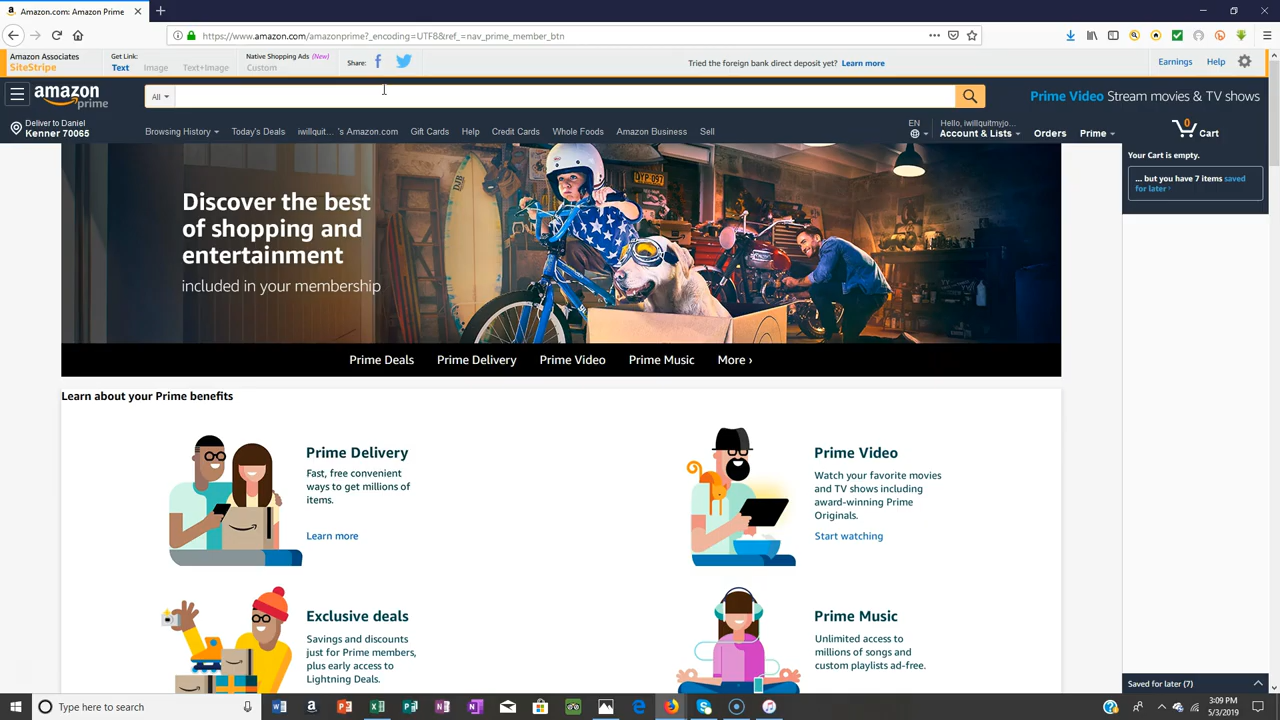 Amazon.com: Amazon Prime
https://www.amazon.com/amazonprime?_encoding=UTF8&ref_=nav_prime_member_btn
Amazon Associates
SiteStripe
Get Link:
Text
Image
Text+Image
Native Shopping Ads (New)
Custom
Share:
Tried the foreign bank direct deposit yet? Learn more
Earnings
Help
amazon
prime
All
Prime Video Stream movies & TV shows
Deliver to Daniel
Kenner 70065
Browsing History
Today's Deals
iwillquit... 's Amazon.com
Gift Cards
Help
Credit Cards
Whole Foods
Amazon Business
Sell
EN
Hello, iwillquitmyjo...
Account & Lists
Orders
Prime
0
Cart
Your Cart is empty.
... but you have 7 items saved
for later ›
Discover the best
of shopping and
entertainment
included in your membership
Prime Deals
Prime Delivery
Prime Video
Prime Music
More ›
Learn about your Prime benefits
Prime Delivery
Fast, free convenient
ways to get millions of
items.
Learn more
Prime Video
Watch your favorite movies
and TV shows including
award-winning Prime
Originals.
Start watching
Exclusive deals
Savings and discounts
just for Prime members,
plus early access to
Lightning Deals.
Prime Music
Unlimited access to
millions of songs and
custom playlists ad-free.
Saved for later (7)
Type here to search
3:09 PM
5/3/2019